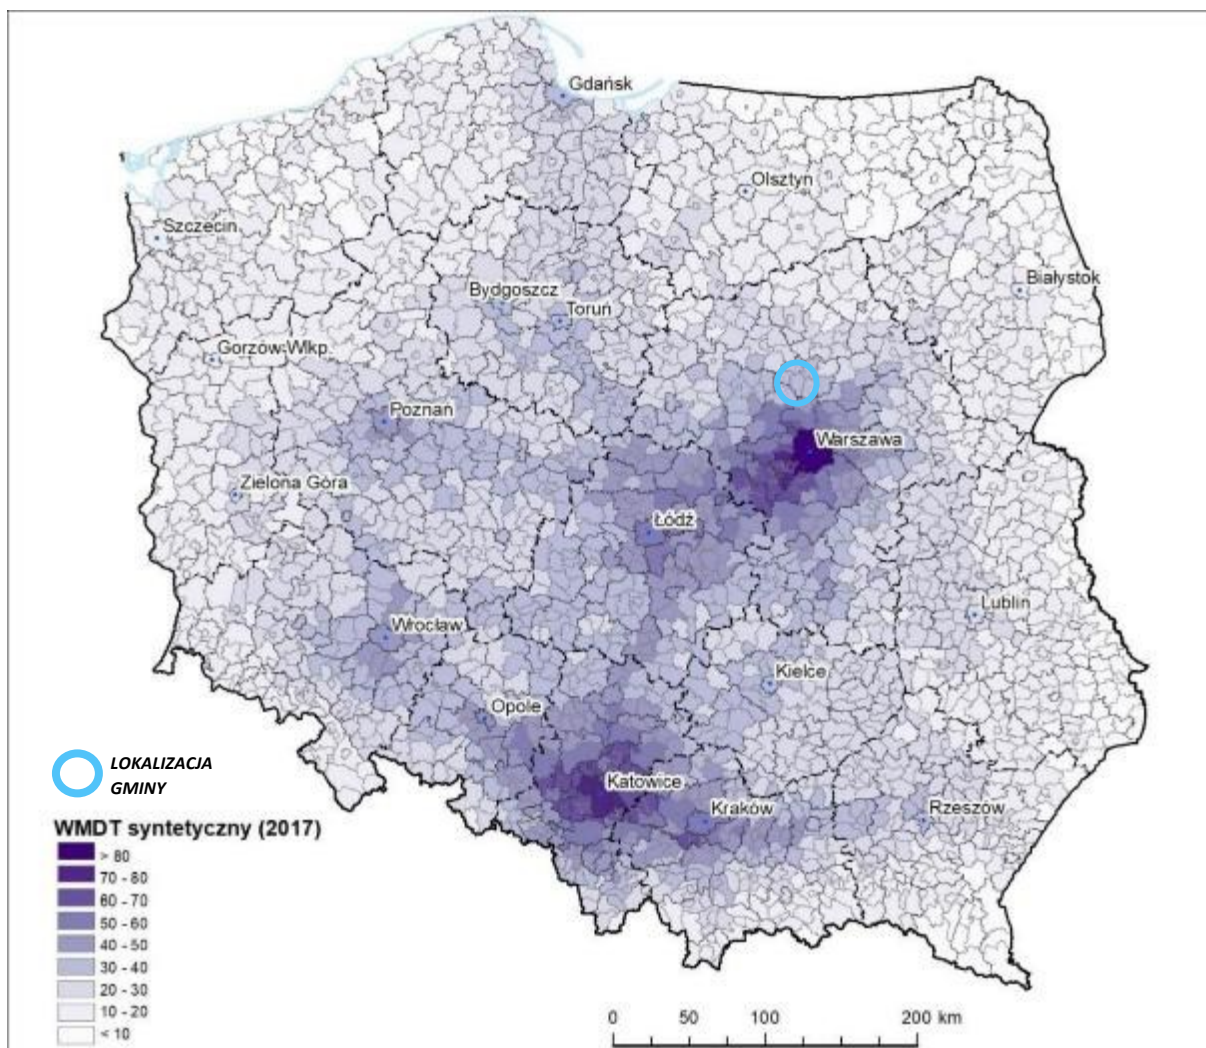 Gdańsk
Olsztyn
Szczecin
Białystok
Bydgoszcz
Toruń
Gorzów Wlkp.
Poznań
Warszawa
Zielona Góra
Łódź
Lublin
Wrocław
Kielce
Opole
Katowice
Kraków
Rzeszów
LOKALIZACJA
GMINY
WMDT syntetyczny (2017)
> 80
70 - 80
60 - 70
50 - 60
40 - 50
30 - 40
20 - 30
10 - 20
< 10
0 50 100 200 km